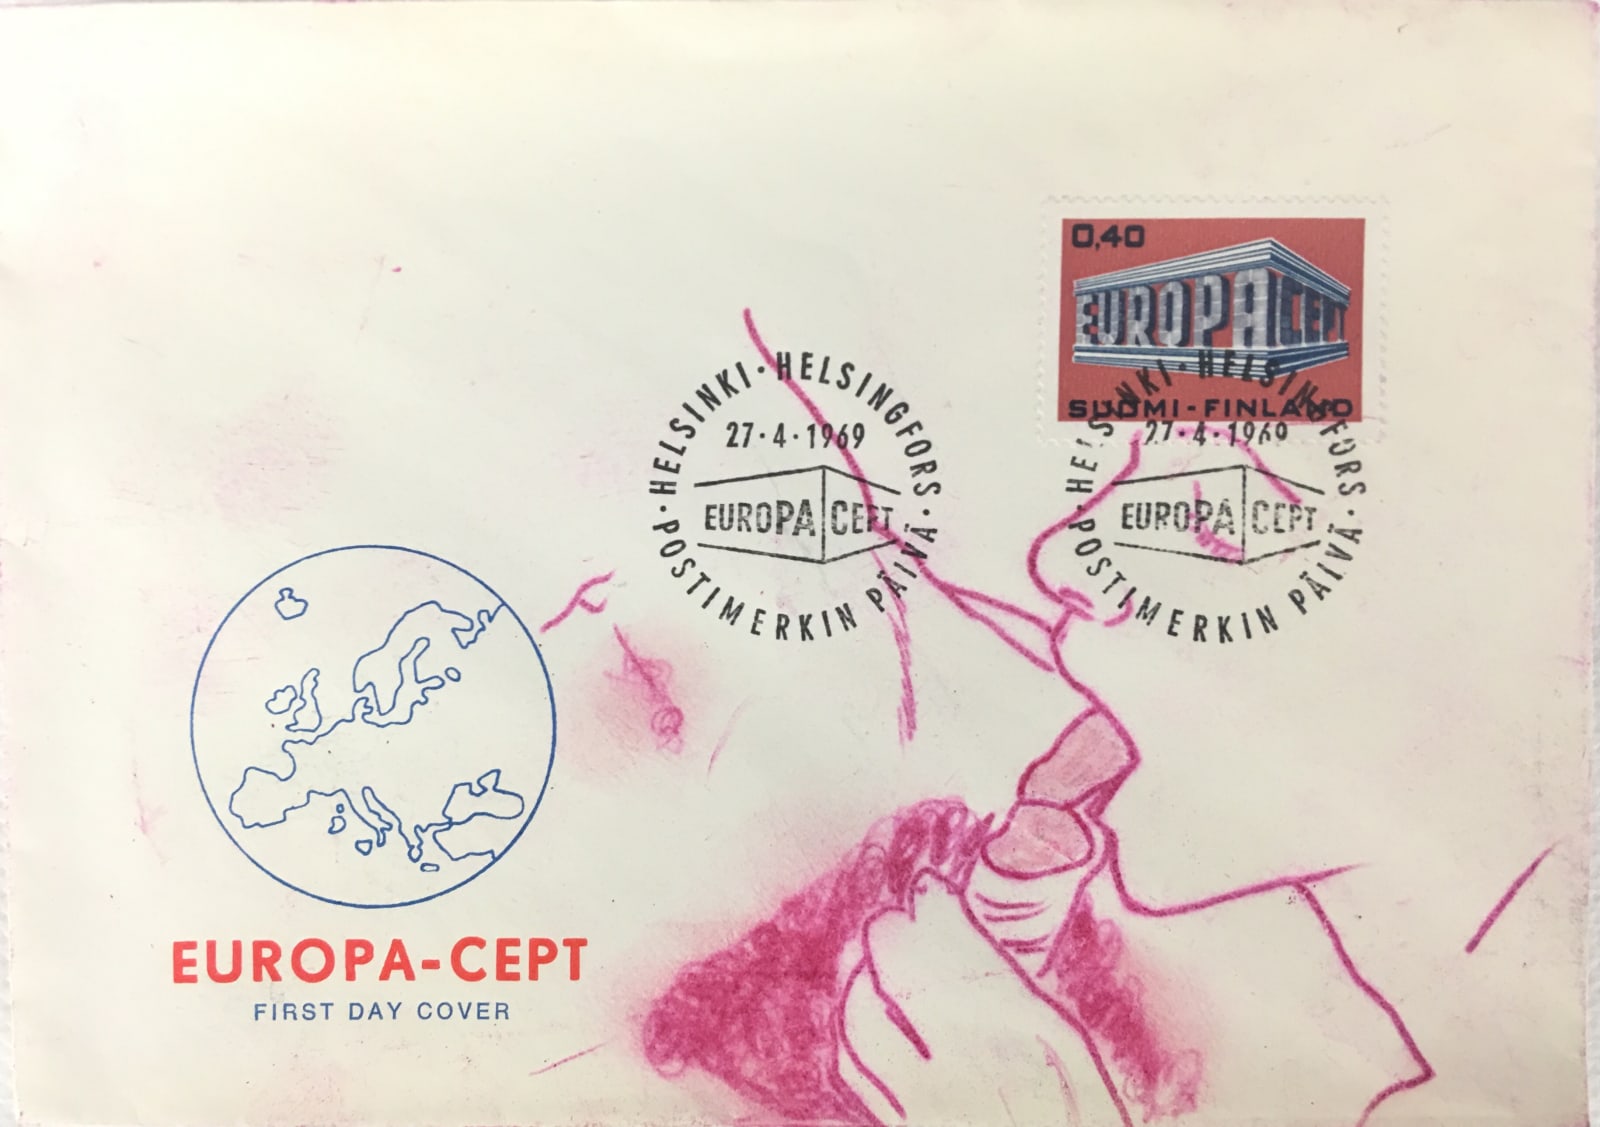 0,40
EUROPA CEPT
SUOMI-FINLAND
HELSINKI · HELSINGFORS ·
27·4·1969
EUROPA CEPT
· POSTIMERKIN PÄIVÄ ·
HELSINKI · HELSINGFORS ·
27·4·1969
EUROPA CEPT
· POSTIMERKIN PÄIVÄ ·
EUROPA-CEPT
FIRST DAY COVER